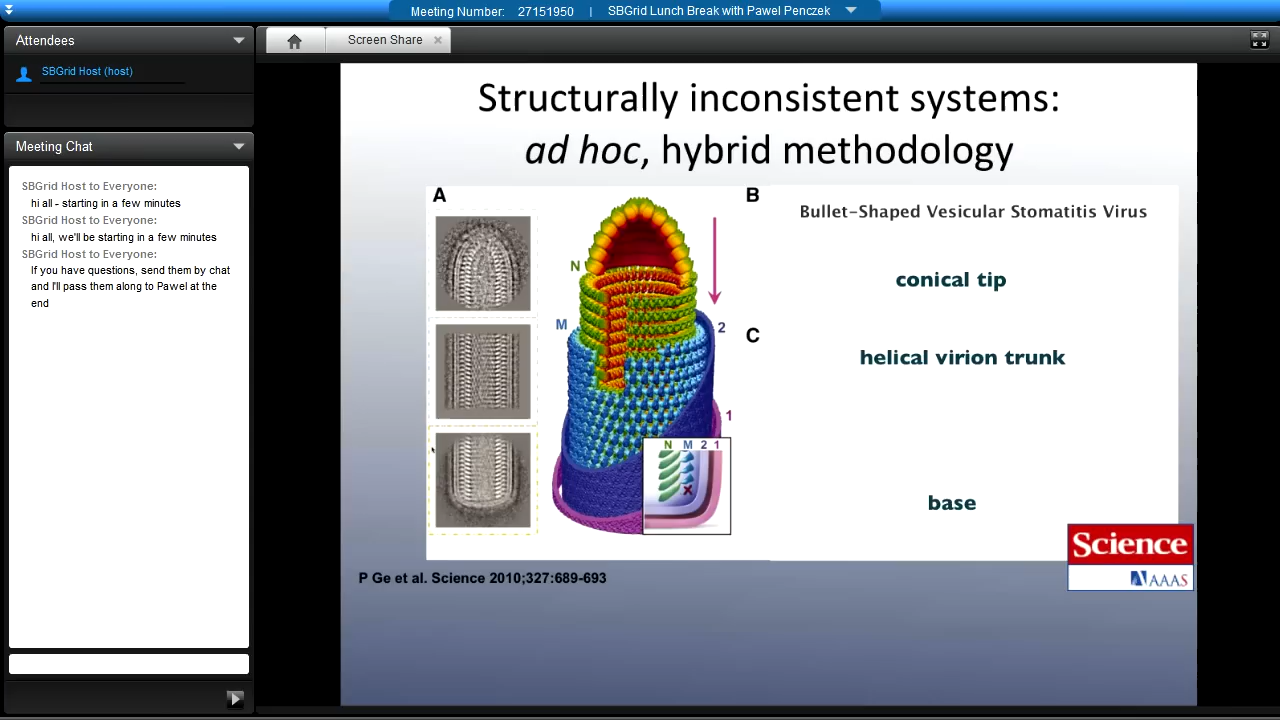 Meeting Number: 27151950 | SBGrid Lunch Break with Pawel Penczek
Attendees
SBGrid Host (host)
Meeting Chat
SBGrid Host to Everyone:
hi all - starting in a few minutes
SBGrid Host to Everyone:
hi all, we'll be starting in a few minutes
SBGrid Host to Everyone:
If you have questions, send them by chat
and I'll pass them along to Pawel at the
end
Screen Share
Structurally inconsistent systems:
ad hoc, hybrid methodology
A
N
M
2
1
N M 2 1
X
B
Bullet-Shaped Vesicular Stomatitis Virus
conical tip
C
helical virion trunk
base
Science
AAAS
P Ge et al. Science 2010;327:689-693